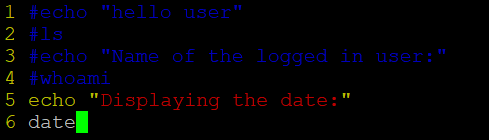 1 #echo "hello user"
2 #ls
3 #echo "Name of the logged in user:"
4 #whoami
5 echo "Displaying the date:"
6 date